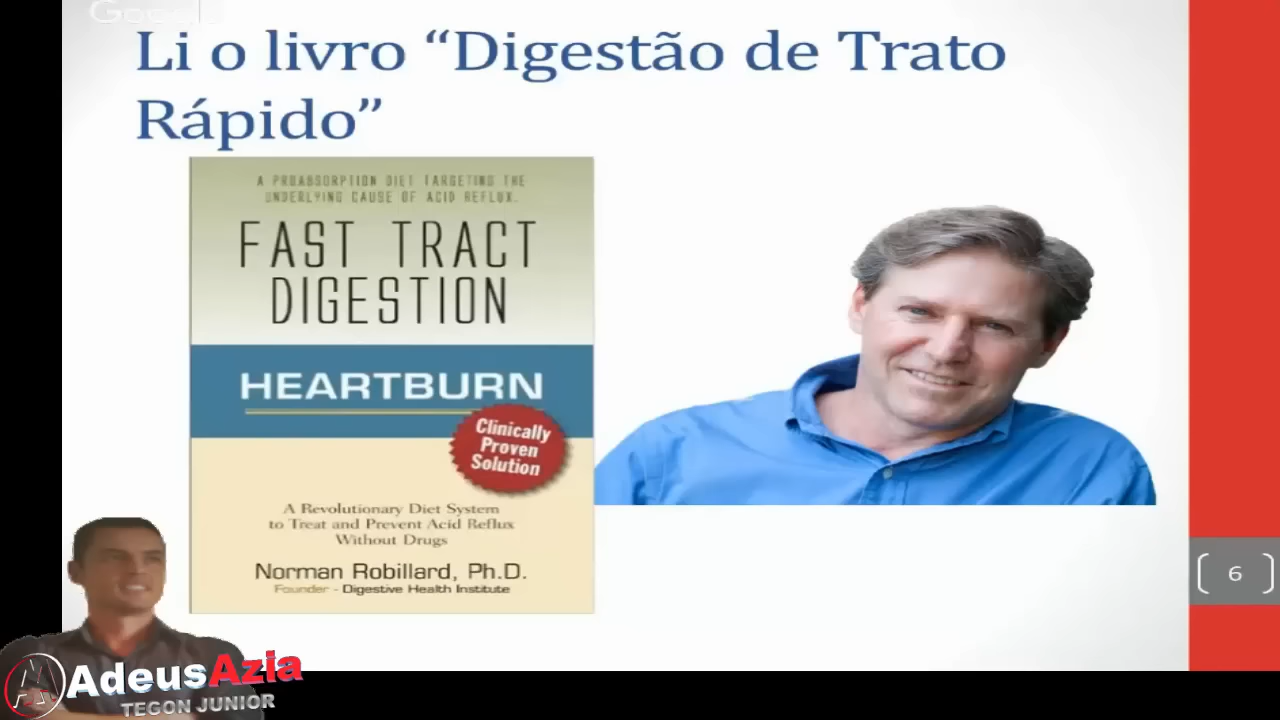 Li o livro “Digestão de Trato
Rápido”
A PROABSORPTION DIET TARGETING THE
UNDERLYING CAUSE OF ACID REFLUX.
FAST TRACT
DIGESTION
HEARTBURN
Clinically
Proven
Solution
A Revolutionary Diet System
to Treat and Prevent Acid Reflux
Without Drugs
Norman Robillard, Ph.D.
Founder - Digestive Health Institute
6
AdeusAzia
TEGON JUNIOR